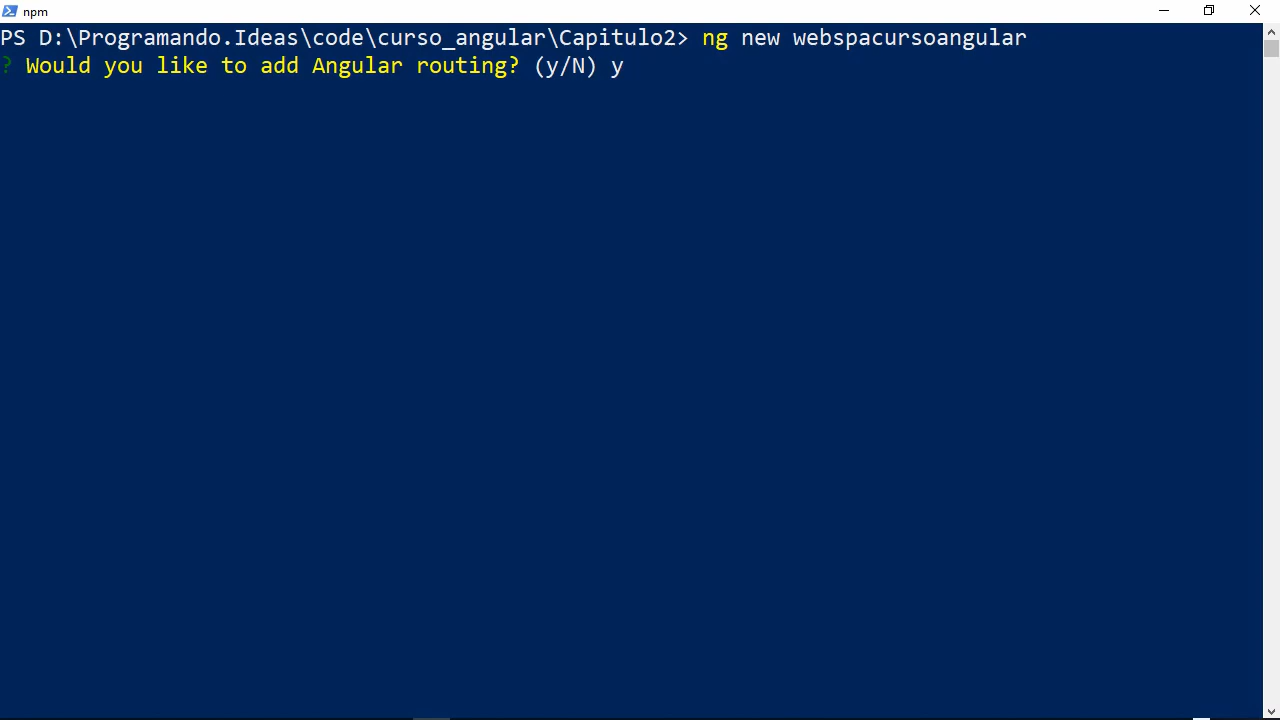 npm
PS D:\Programando.Ideas\code\curso_angular\Capitulo2> ng new webspacursoangular
? Would you like to add Angular routing? (y/N) y